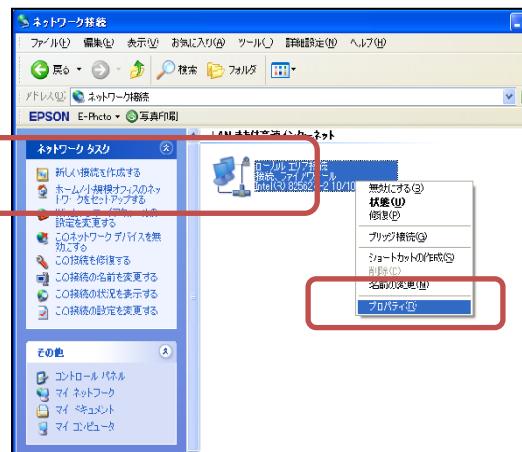 ネットワーク接続
ファイル(F) 編集(E) 表示(V) お気に入り(A) ツール(T) 詳細設定(N) ヘルプ(H)
戻る 検索 フォルダ
アドレス(D) ネットワーク接続
EPSON E-Photo 写真印刷
LAN または高速インターネット
ネットワーク タスク
新しい接続を作成する
ホーム/小規模オフィスのネットワークをセットアップする
設定を変更する
このネットワーク デバイスを無効にする
この接続を修復する
この接続の名前を変更する
この接続の状況を表示する
この接続の設定を変更する
その他
コントロール パネル
マイ ネットワーク
マイ ドキュメント
マイ コンピュータ
ローカル エリア接続
接続、ファイアウォール
Intel(R) 82562 -2 10/10
無効にする(B)
状態(U)
修復(P)
ブリッジ接続(G)
ショートカットの作成(S)
削除(D)
名前の変更(M)
プロパティ(R)